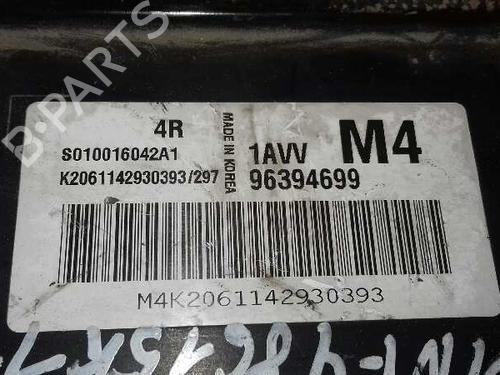 4R
S010016042A1
K2061142930393/297
MADE IN KOREA
1AVV
M4
96394699
M4K2061142930393
B·PARTS